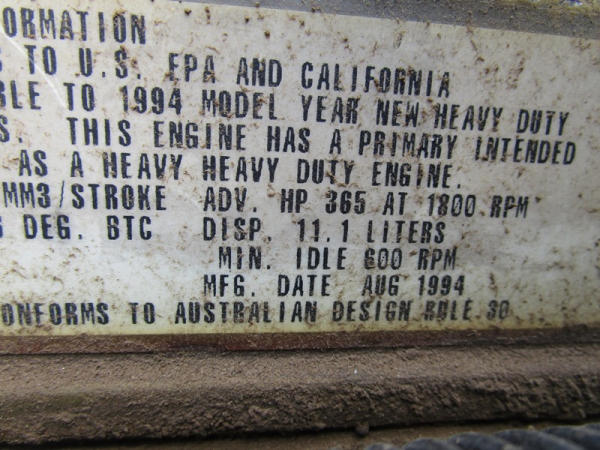 ORMATION
S TO U.S. EPA AND CALIFORNIA
BLE TO 1994 MODEL YEAR NEW HEAVY DUTY
S. THIS ENGINE HAS A PRIMARY INTENDED
AS A HEAVY HEAVY DUTY ENGINE.
MM3/STROKE ADV. HP 365 AT 1800 RPM
DEG. BTC DISP. 11.1 LITERS
MIN. IDLE 600 RPM
MFG. DATE AUG 1994
ONFORMS TO AUSTRALIAN DESIGN RULE 30